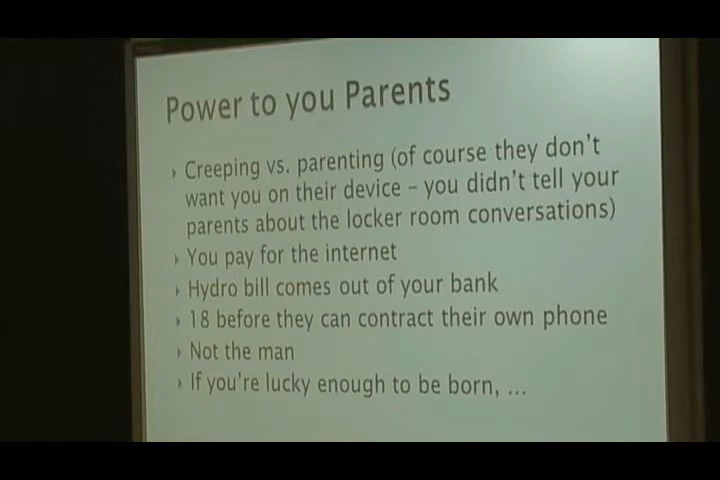 Power to you Parents
Creeping vs. parenting (of course they don't
want you on their device – you didn't tell your
parents about the locker room conversations)
You pay for the internet
Hydro bill comes out of your bank
18 before they can contract their own phone
Not the man
If you're lucky enough to be born, ...